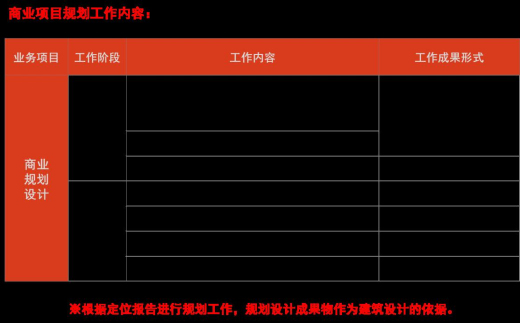 商业项目规划工作内容：
业务项目 工作阶段 工作内容 工作成果形式
商业
规划
设计
※根据定位报告进行规划工作，规划设计成果物作为建筑设计的依据。